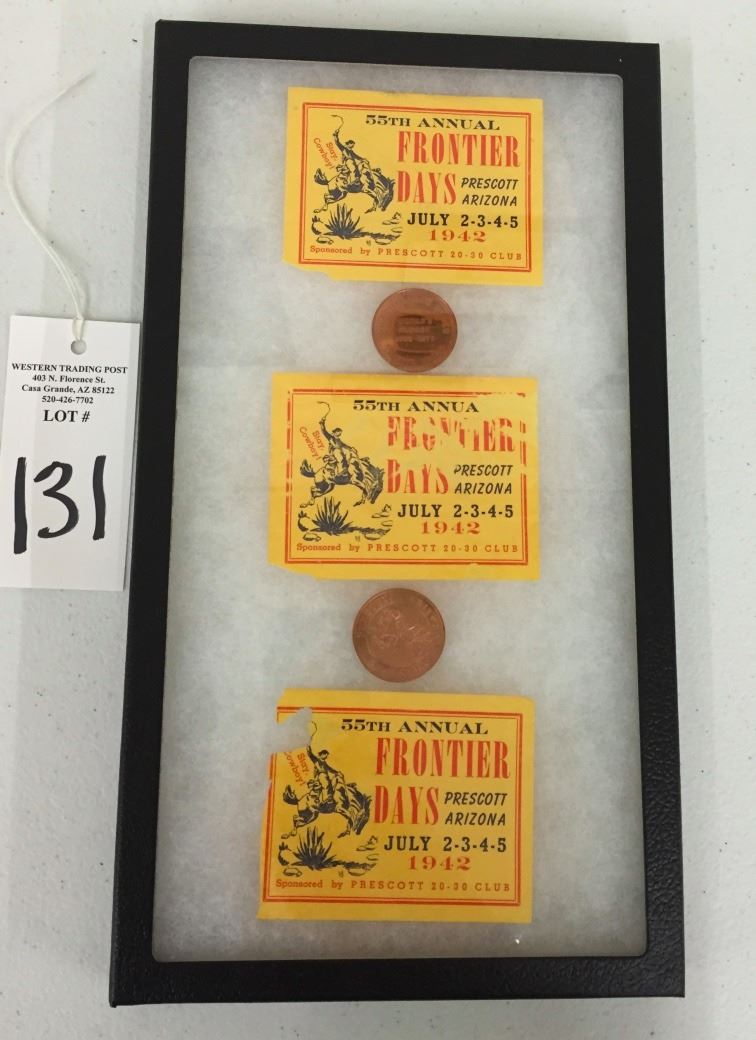 55TH ANNUAL
FRONTIER
DAYS PRESCOTT
ARIZONA
Stay, Cowboy!
JULY 2-3-4-5
1942
Sponsored by PRESCOTT 20-30 CLUB
WESTERN TRADING POST
403 N. Florence St.
Casa Grande, AZ 85122
520-426-7702
LOT #
131
55TH ANNUA
FRONTIER
DAYS PRESCOTT
ARIZONA
Stay, Cowboy!
JULY 2-3-4-5
1942
Sponsored by PRESCOTT 20-30 CLUB
55TH ANNUAL
FRONTIER
DAYS PRESCOTT
ARIZONA
Stay, Cowboy!
JULY 2-3-4-5
1942
Sponsored by PRESCOTT 20-30 CLUB